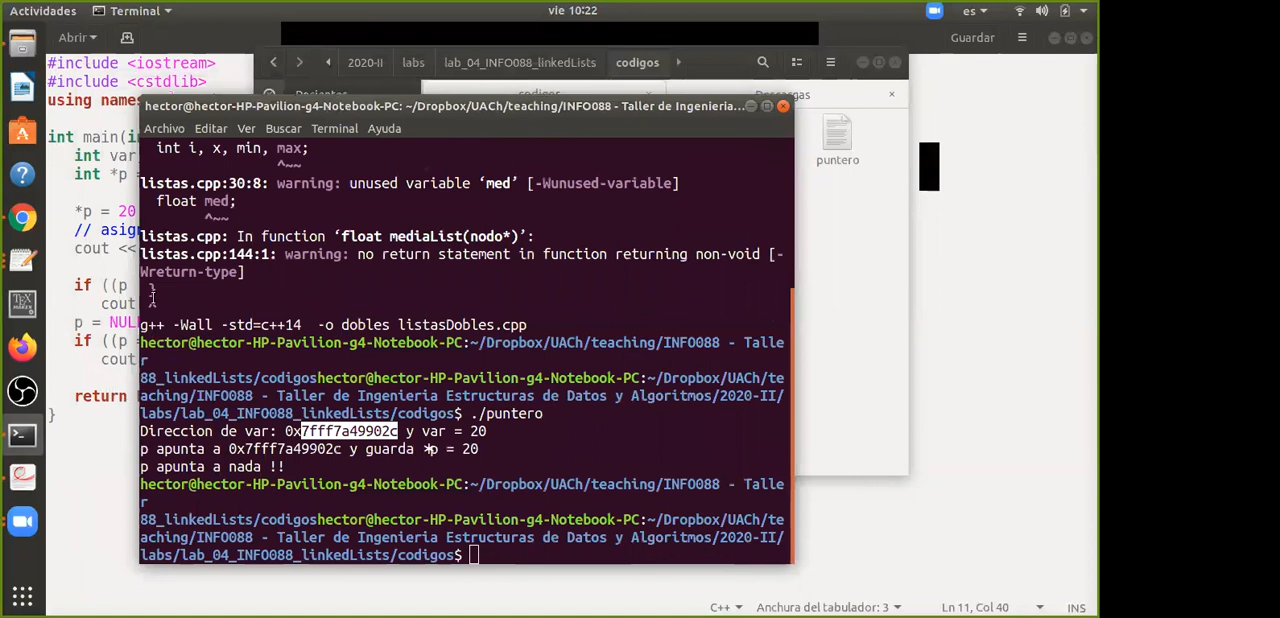 Actividades Terminal vie 10:22 es
Abrir Guardar
2020-II labs lab_04_INFO088_linkedLists codigos
#include <iostream>
#include <cstdlib>
int main(
int var
int *p =
*p = 20
// asig
cout <<
if ((p
cout
p = NUL
if ((p
cout
return
}
puntero
hector@hector-HP-Pavilion-g4-Notebook-PC: ~/Dropbox/UACh/teaching/INFO088 - Taller de Ingenieria...
Archivo Editar Ver Buscar Terminal Ayuda
int i, x, min, max;
^~~
listas.cpp:30:8: warning: unused variable ‘med’ [-Wunused-variable]
float med;
^~~
listas.cpp: In function ‘float mediaList(nodo*)’:
listas.cpp:144:1: warning: no return statement in function returning non-void [-
Wreturn-type]
}
^
g++ -Wall -std=c++14 -o dobles listasDobles.cpp
hector@hector-HP-Pavilion-g4-Notebook-PC:~/Dropbox/UACh/teaching/INFO088 - Talle
r
88_linkedLists/codigoshector@hector-HP-Pavilion-g4-Notebook-PC:~/Dropbox/UACh/te
aching/INFO088 - Taller de Ingenieria Estructuras de Datos y Algoritmos/2020-II/
labs/lab_04_INFO088_linkedLists/codigos$ ./puntero
Direccion de var: 0x7fff7a49902c y var = 20
p apunta a 0x7fff7a49902c y guarda *p = 20
p apunta a nada !!
hector@hector-HP-Pavilion-g4-Notebook-PC:~/Dropbox/UACh/teaching/INFO088 - Talle
r
88_linkedLists/codigoshector@hector-HP-Pavilion-g4-Notebook-PC:~/Dropbox/UACh/te
aching/INFO088 - Taller de Ingenieria Estructuras de Datos y Algoritmos/2020-II/
labs/lab_04_INFO088_linkedLists/codigos$
C++ Anchura del tabulador: 3 Ln 11, Col 40 INS